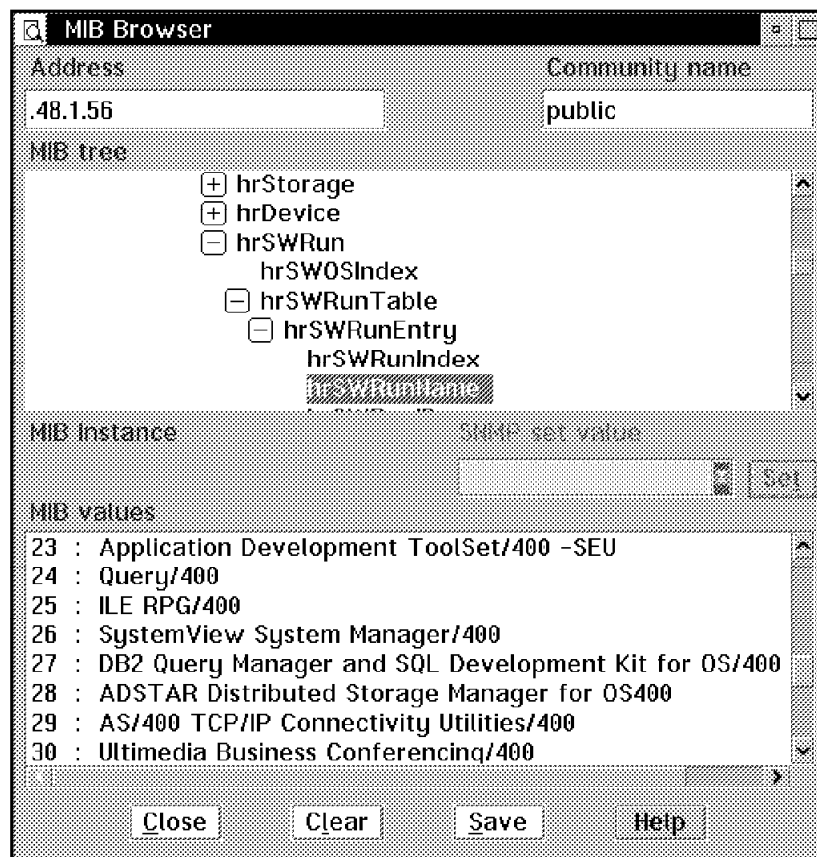 MIB Browser
Address Community name
.48.1.56 public
MIB tree
hrStorage
hrDevice
hrSWRun
hrSWOSIndex
hrSWRunTable
hrSWRunEntry
hrSWRunIndex
hrSWRunName
MIB Instance SNMP set value
Set
MIB values
23 : Application Development ToolSet/400 -SEU
24 : Query/400
25 : ILE RPG/400
26 : SystemView System Manager/400
27 : DB2 Query Manager and SQL Development Kit for OS/400
28 : ADSTAR Distributed Storage Manager for OS400
29 : AS/400 TCP/IP Connectivity Utilities/400
30 : Ultimedia Business Conferencing/400
Close Clear Save Help